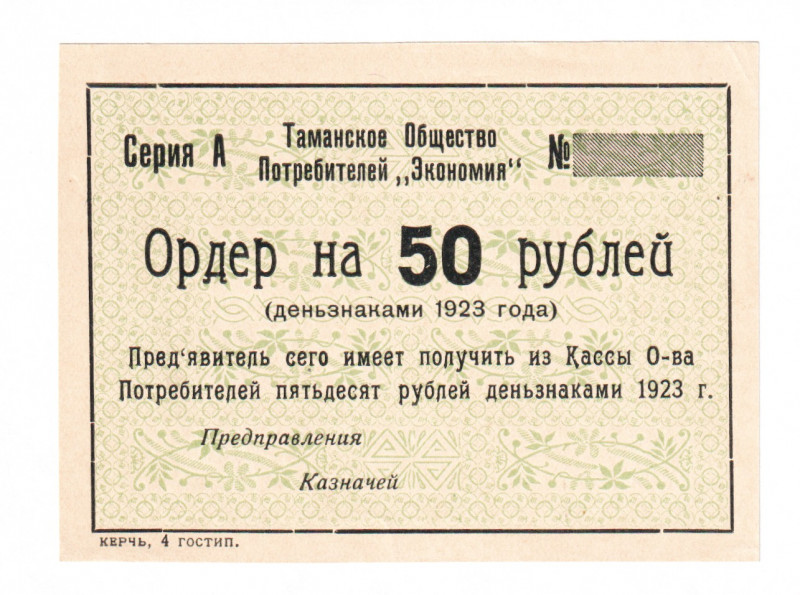 Серия А
Таманское Общество
Потребителей „Экономия“
№
Ордер на 50 рублей
(деньзнаками 1923 года)
Пред‘явитель сего имеет получить из Кассы О-ва
Потребителей пятьдесят рублей деньзнаками 1923 г.
Предправления
Казначей
КЕРЧЬ, 4 ГОСТИП.